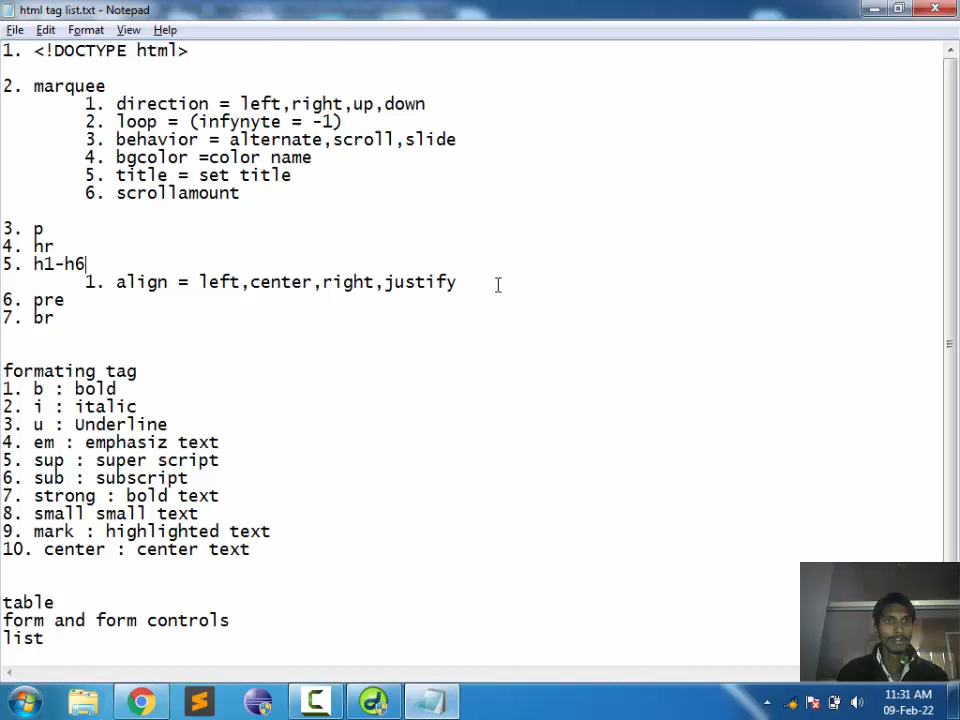 html tag list.txt - Notepad
File Edit Format View Help
1. <!DOCTYPE html>
2. marquee
1. direction = left,right,up,down
2. loop = (infynyte = -1)
3. behavior = alternate,scroll,slide
4. bgcolor =color name
5. title = set title
6. scrollamount
3. p
4. hr
5. h1-h6
1. align = left,center,right,justify
6. pre
7. br
formating tag
1. b : bold
2. i : italic
3. u : Underline
4. em : emphasiz text
5. sup : super script
6. sub : subscript
7. strong : bold text
8. small small text
9. mark : highlighted text
10. center : center text
table
form and form controls
list
11:31 AM
09-Feb-22